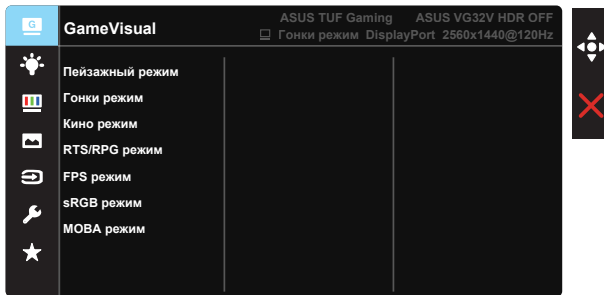 G
GameVisual
ASUS TUF Gaming ASUS VG32V HDR OFF
Гонки режим DisplayPort 2560x1440@120Hz
Пейзажный режим
Гонки режим
Кино режим
RTS/RPG режим
FPS режим
sRGB режим
MOBA режим